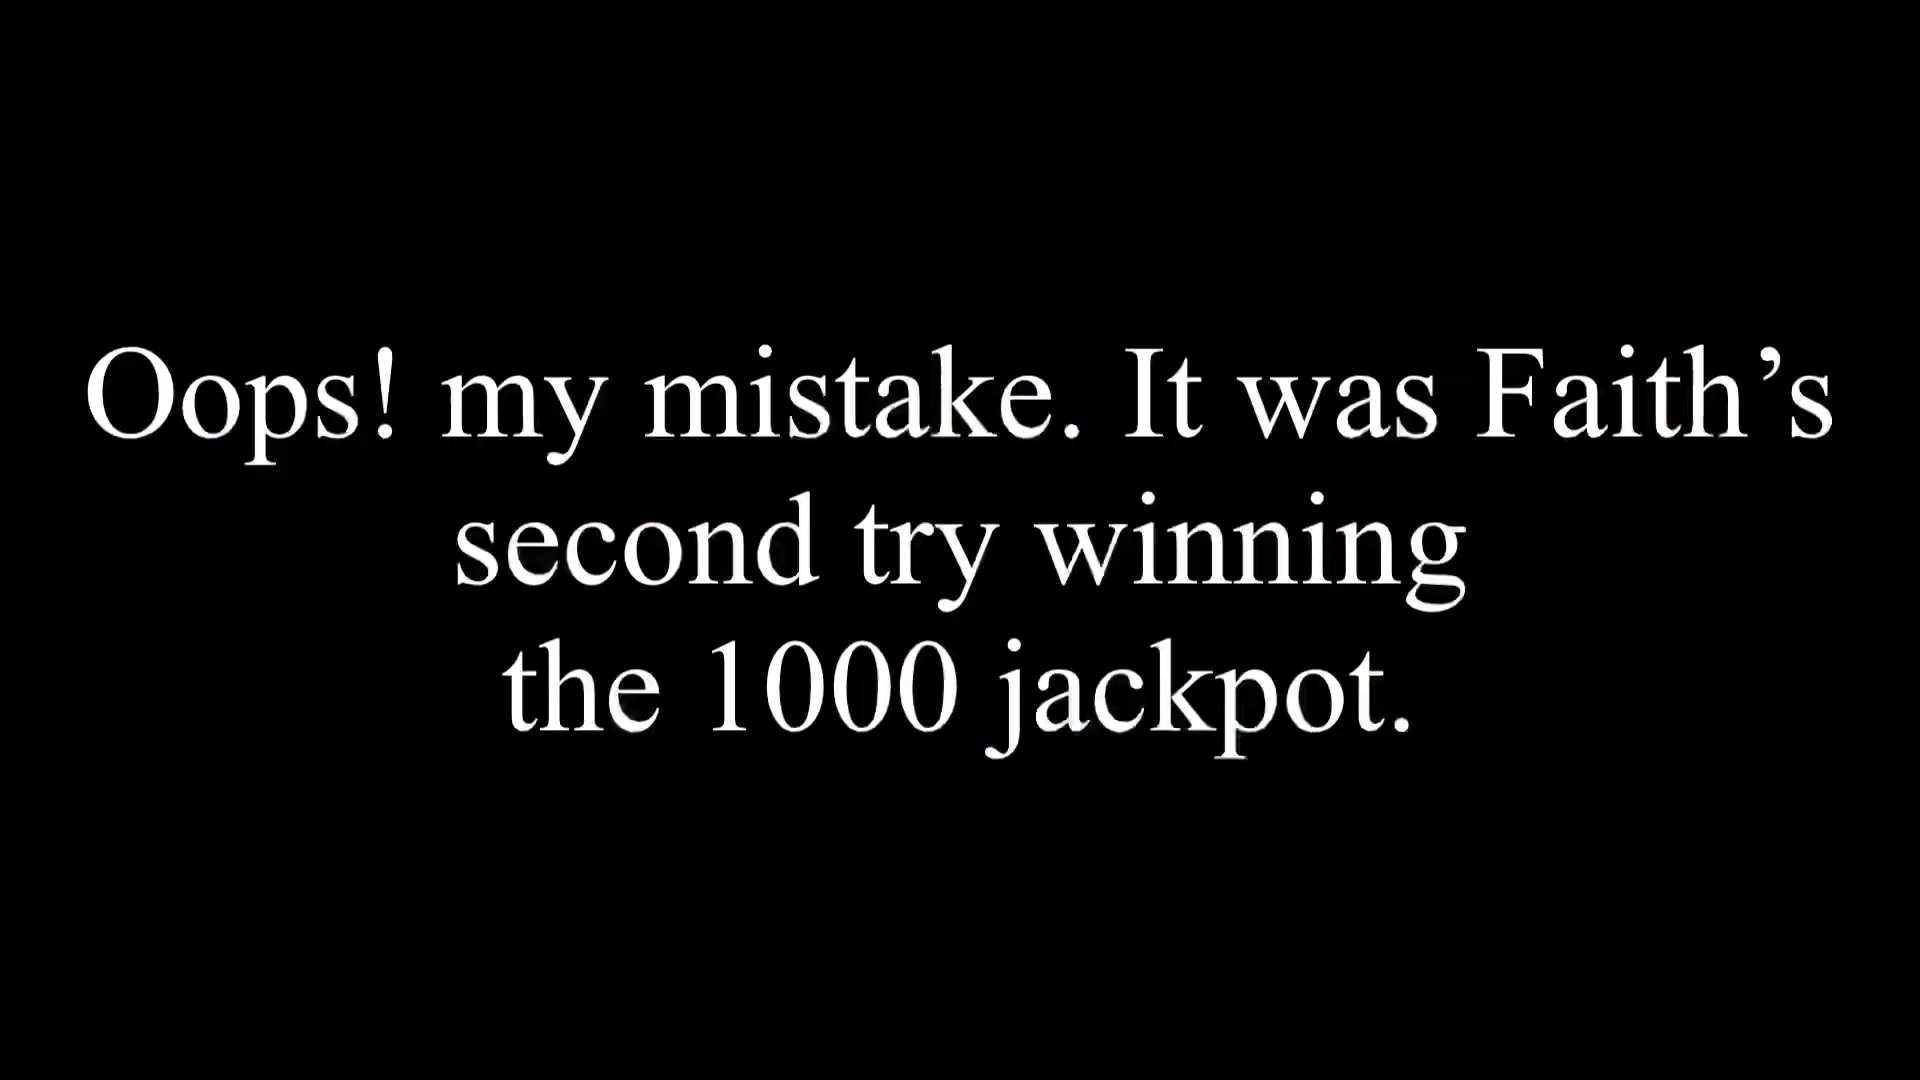 Oops! my mistake. It was Faith’s
second try winning
the 1000 jackpot.